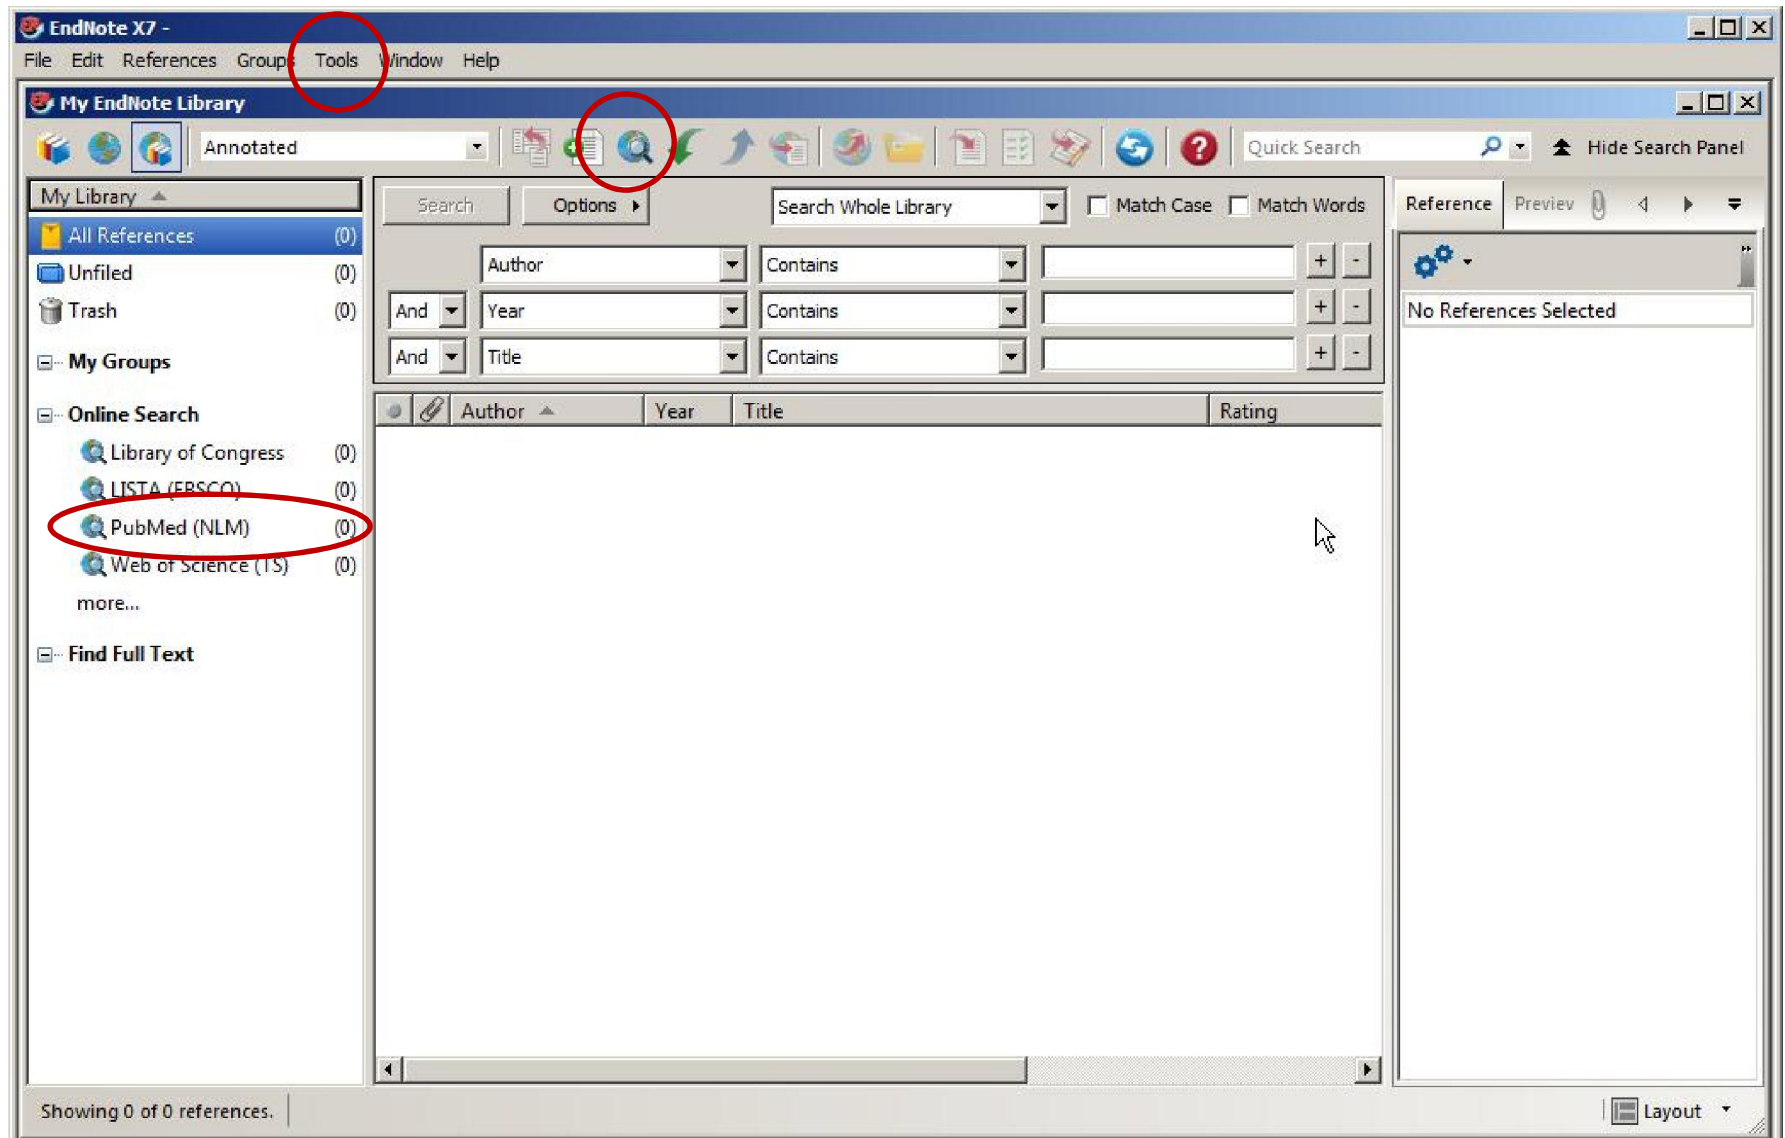 EndNote X7 -
File Edit References Groups Tools Window Help
My EndNote Library
Annotated Quick Search Hide Search Panel
My Library
All References (0)
Unfiled (0)
Trash (0)
My Groups
Online Search
Library of Congress (0)
LISTA (EBSCO) (0)
PubMed (NLM) (0)
Web of Science (TS) (0)
more...
Find Full Text
Search Options Search Whole Library Match Case Match Words
Author Contains + -
And Year Contains + -
And Title Contains + -
Author Year Title Rating
Reference Previev
No References Selected
Showing 0 of 0 references.
Layout